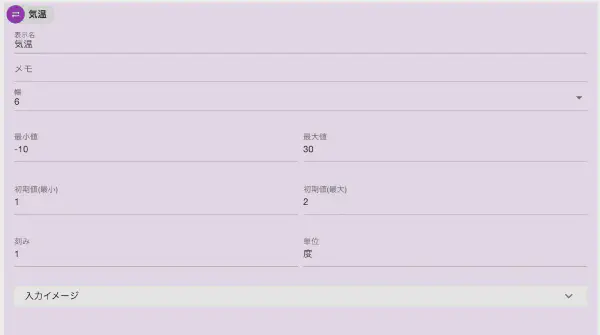 気温
表示名
気温
メモ
幅
6
最小値 最大値
-10 30
初期値(最小) 初期値(最大)
1 2
刻み 単位
1 度
入力イメージ